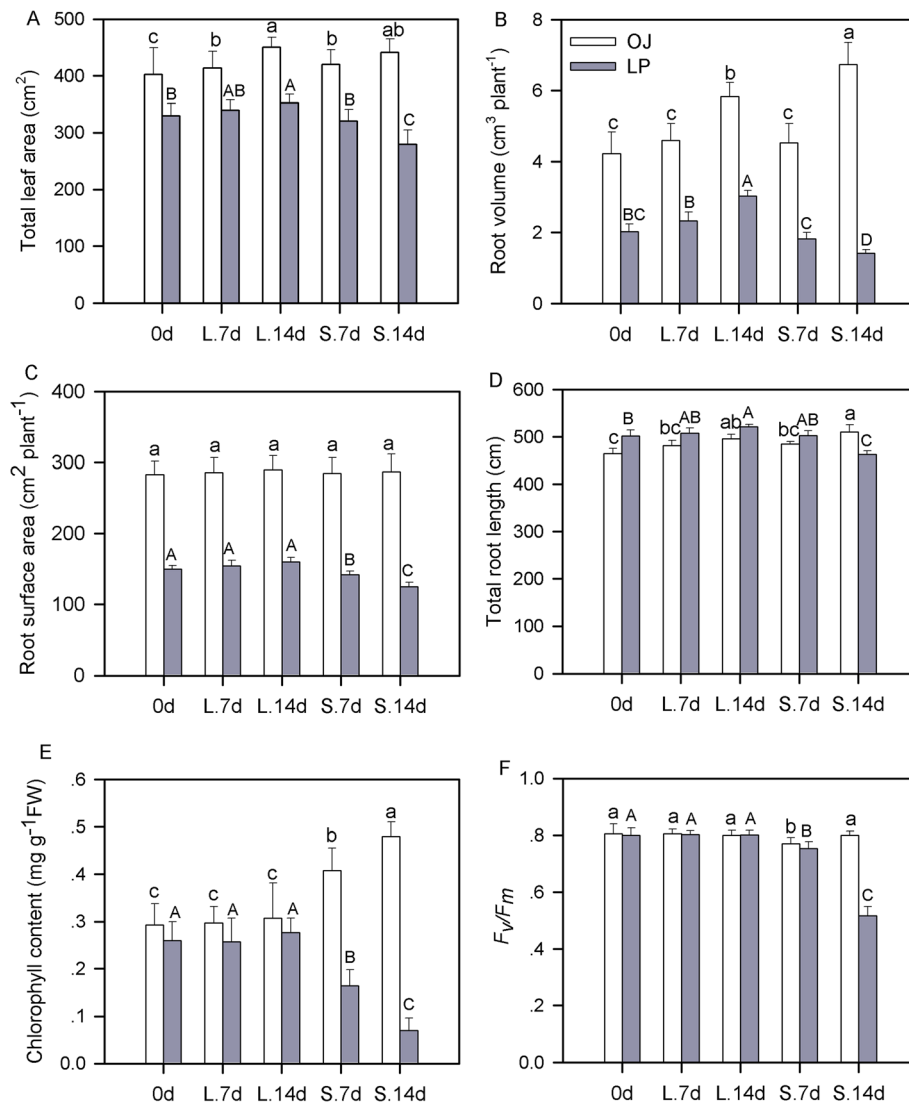 A
Total leaf area (cm²)
500
400
300
200
100
0
c
B
b
AB
a
A
b
B
ab
C
0d L.7d L.14d S.7d S.14d
B
Root volume (cm³ plant⁻¹)
8
6
4
2
0
OJ
LP
c
BC
c
B
b
A
c
C
a
D
0d L.7d L.14d S.7d S.14d
C
Root surface area (cm² plant⁻¹)
400
300
200
100
0
a
A
a
A
a
A
a
B
a
C
0d L.7d L.14d S.7d S.14d
D
Total root length (cm)
600
500
400
300
200
100
0
c
B
bc
AB
ab
A
bc
AB
a
C
0d L.7d L.14d S.7d S.14d
E
Chlorophyll content (mg g⁻¹FW)
.6
.5
.4
.3
.2
.1
0.0
c
A
c
A
c
A
b
B
a
C
0d L.7d L.14d S.7d S.14d
F
Fv/Fm
1.0
.8
.6
.4
.2
0.0
a
A
a
A
a
A
b
B
a
C
0d L.7d L.14d S.7d S.14d